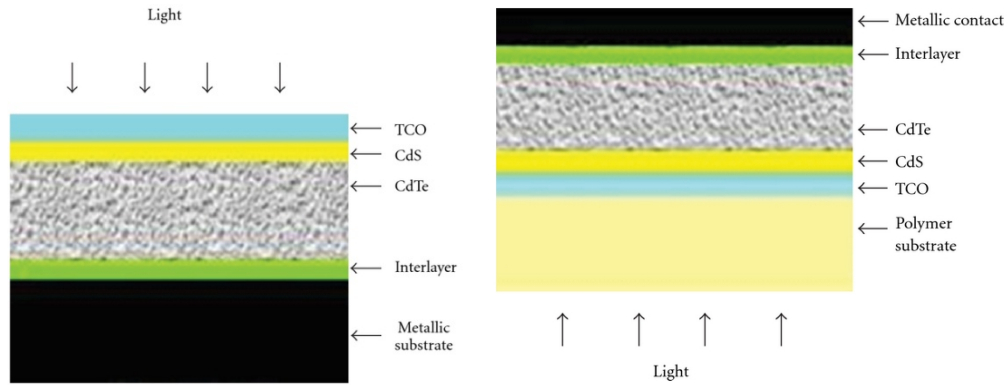 Light
TCO
CdS
CdTe
Interlayer
Metallic
substrate
Metallic contact
Interlayer
CdTe
CdS
TCO
Polymer
substrate
Light